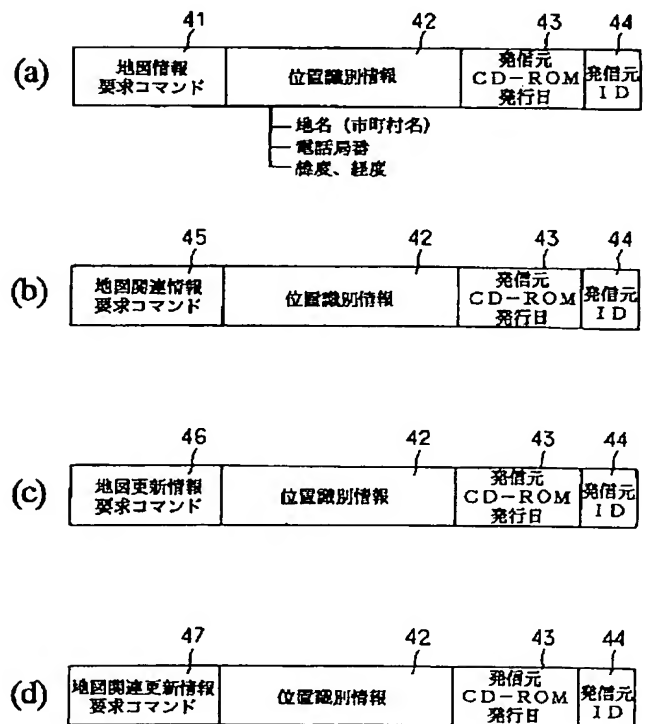 41 42 43 44
(a) 地図情報 要求コマンド 位置識別情報 発信元 CD-ROM 発行日 発信元 ID
地名 (市町村名)
電話局番
緯度、経度
45 42 43 44
(b) 地図関連情報 要求コマンド 位置識別情報 発信元 CD-ROM 発行日 発信元 ID
46 42 43 44
(c) 地図更新情報 要求コマンド 位置識別情報 発信元 CD-ROM 発行日 発信元 ID
47 42 43 44
(d) 地図関連更新情報 要求コマンド 位置識別情報 発信元 CD-ROM 発行日 発信元 ID